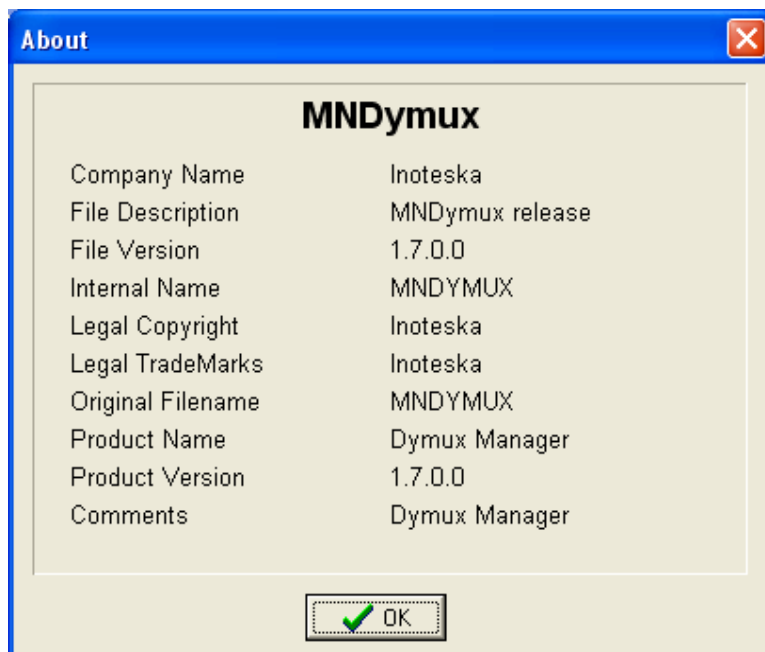 About
MNDymux
Company Name Inoteska
File Description MNDymux release
File Version 1.7.0.0
Internal Name MNDYMUX
Legal Copyright Inoteska
Legal TradeMarks Inoteska
Original Filename MNDYMUX
Product Name Dymux Manager
Product Version 1.7.0.0
Comments Dymux Manager
OK